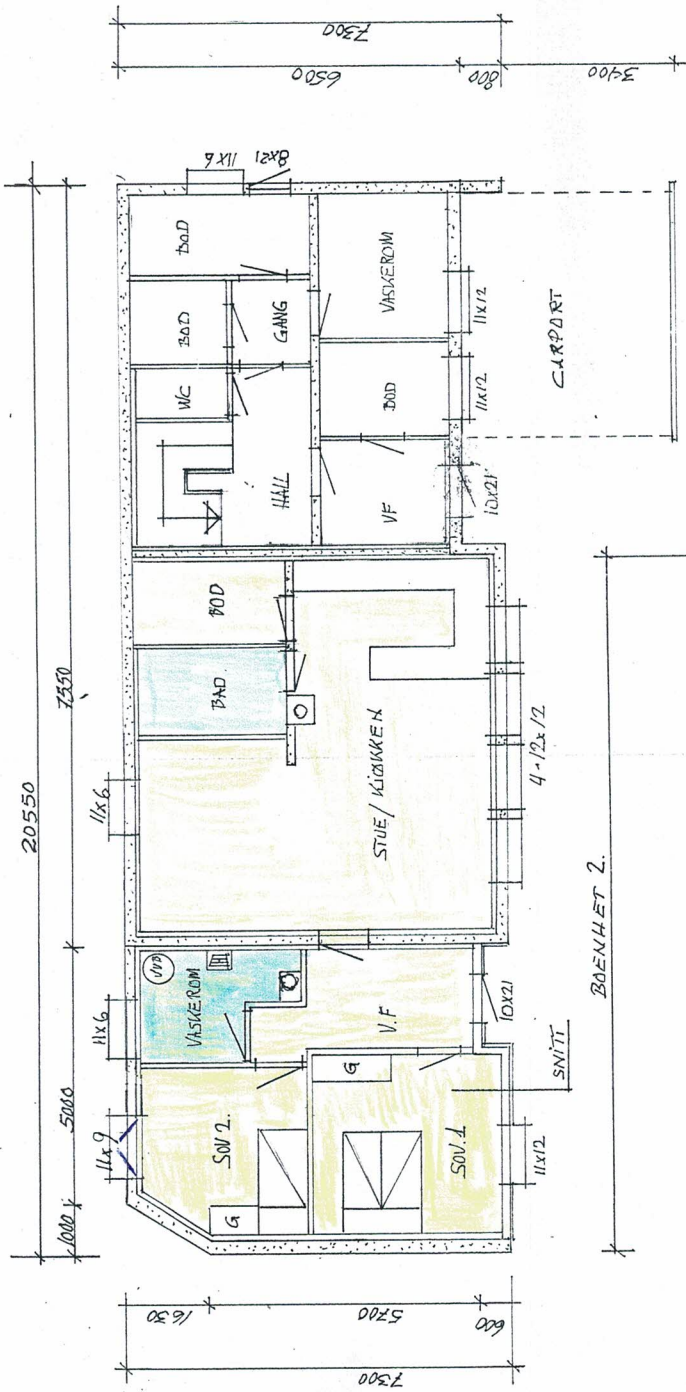 20550
1000
5000
7550
11x9
11x6
11x6
11x6
8x21
7300
6500
800
3400
1630
5700
600
7300
BOD
BOD
WC
GANG
HALL
VASKEROM
BOD
VF
11x12
11x12
10x21
CARPORT
BOD
BAD
STUE/KJØKKEN
4-12x12
VASKEROM
VVB
V.F
10x21
SOV 2.
G
SOV.1
G
11x12
SNITT
BOENHET 2.